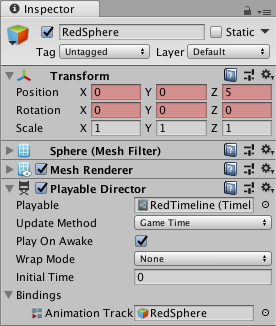 Inspector
RedSphere Static
Tag Untagged Layer Default
Transform
Position X 0 Y 0 Z 5
Rotation X 0 Y 0 Z 0
Scale X 1 Y 1 Z 1
Sphere (Mesh Filter)
Mesh Renderer
Playable Director
Playable RedTimeline (Timel
Update Method Game Time
Play On Awake
Wrap Mode None
Initial Time 0
Bindings
Animation Track RedSphere